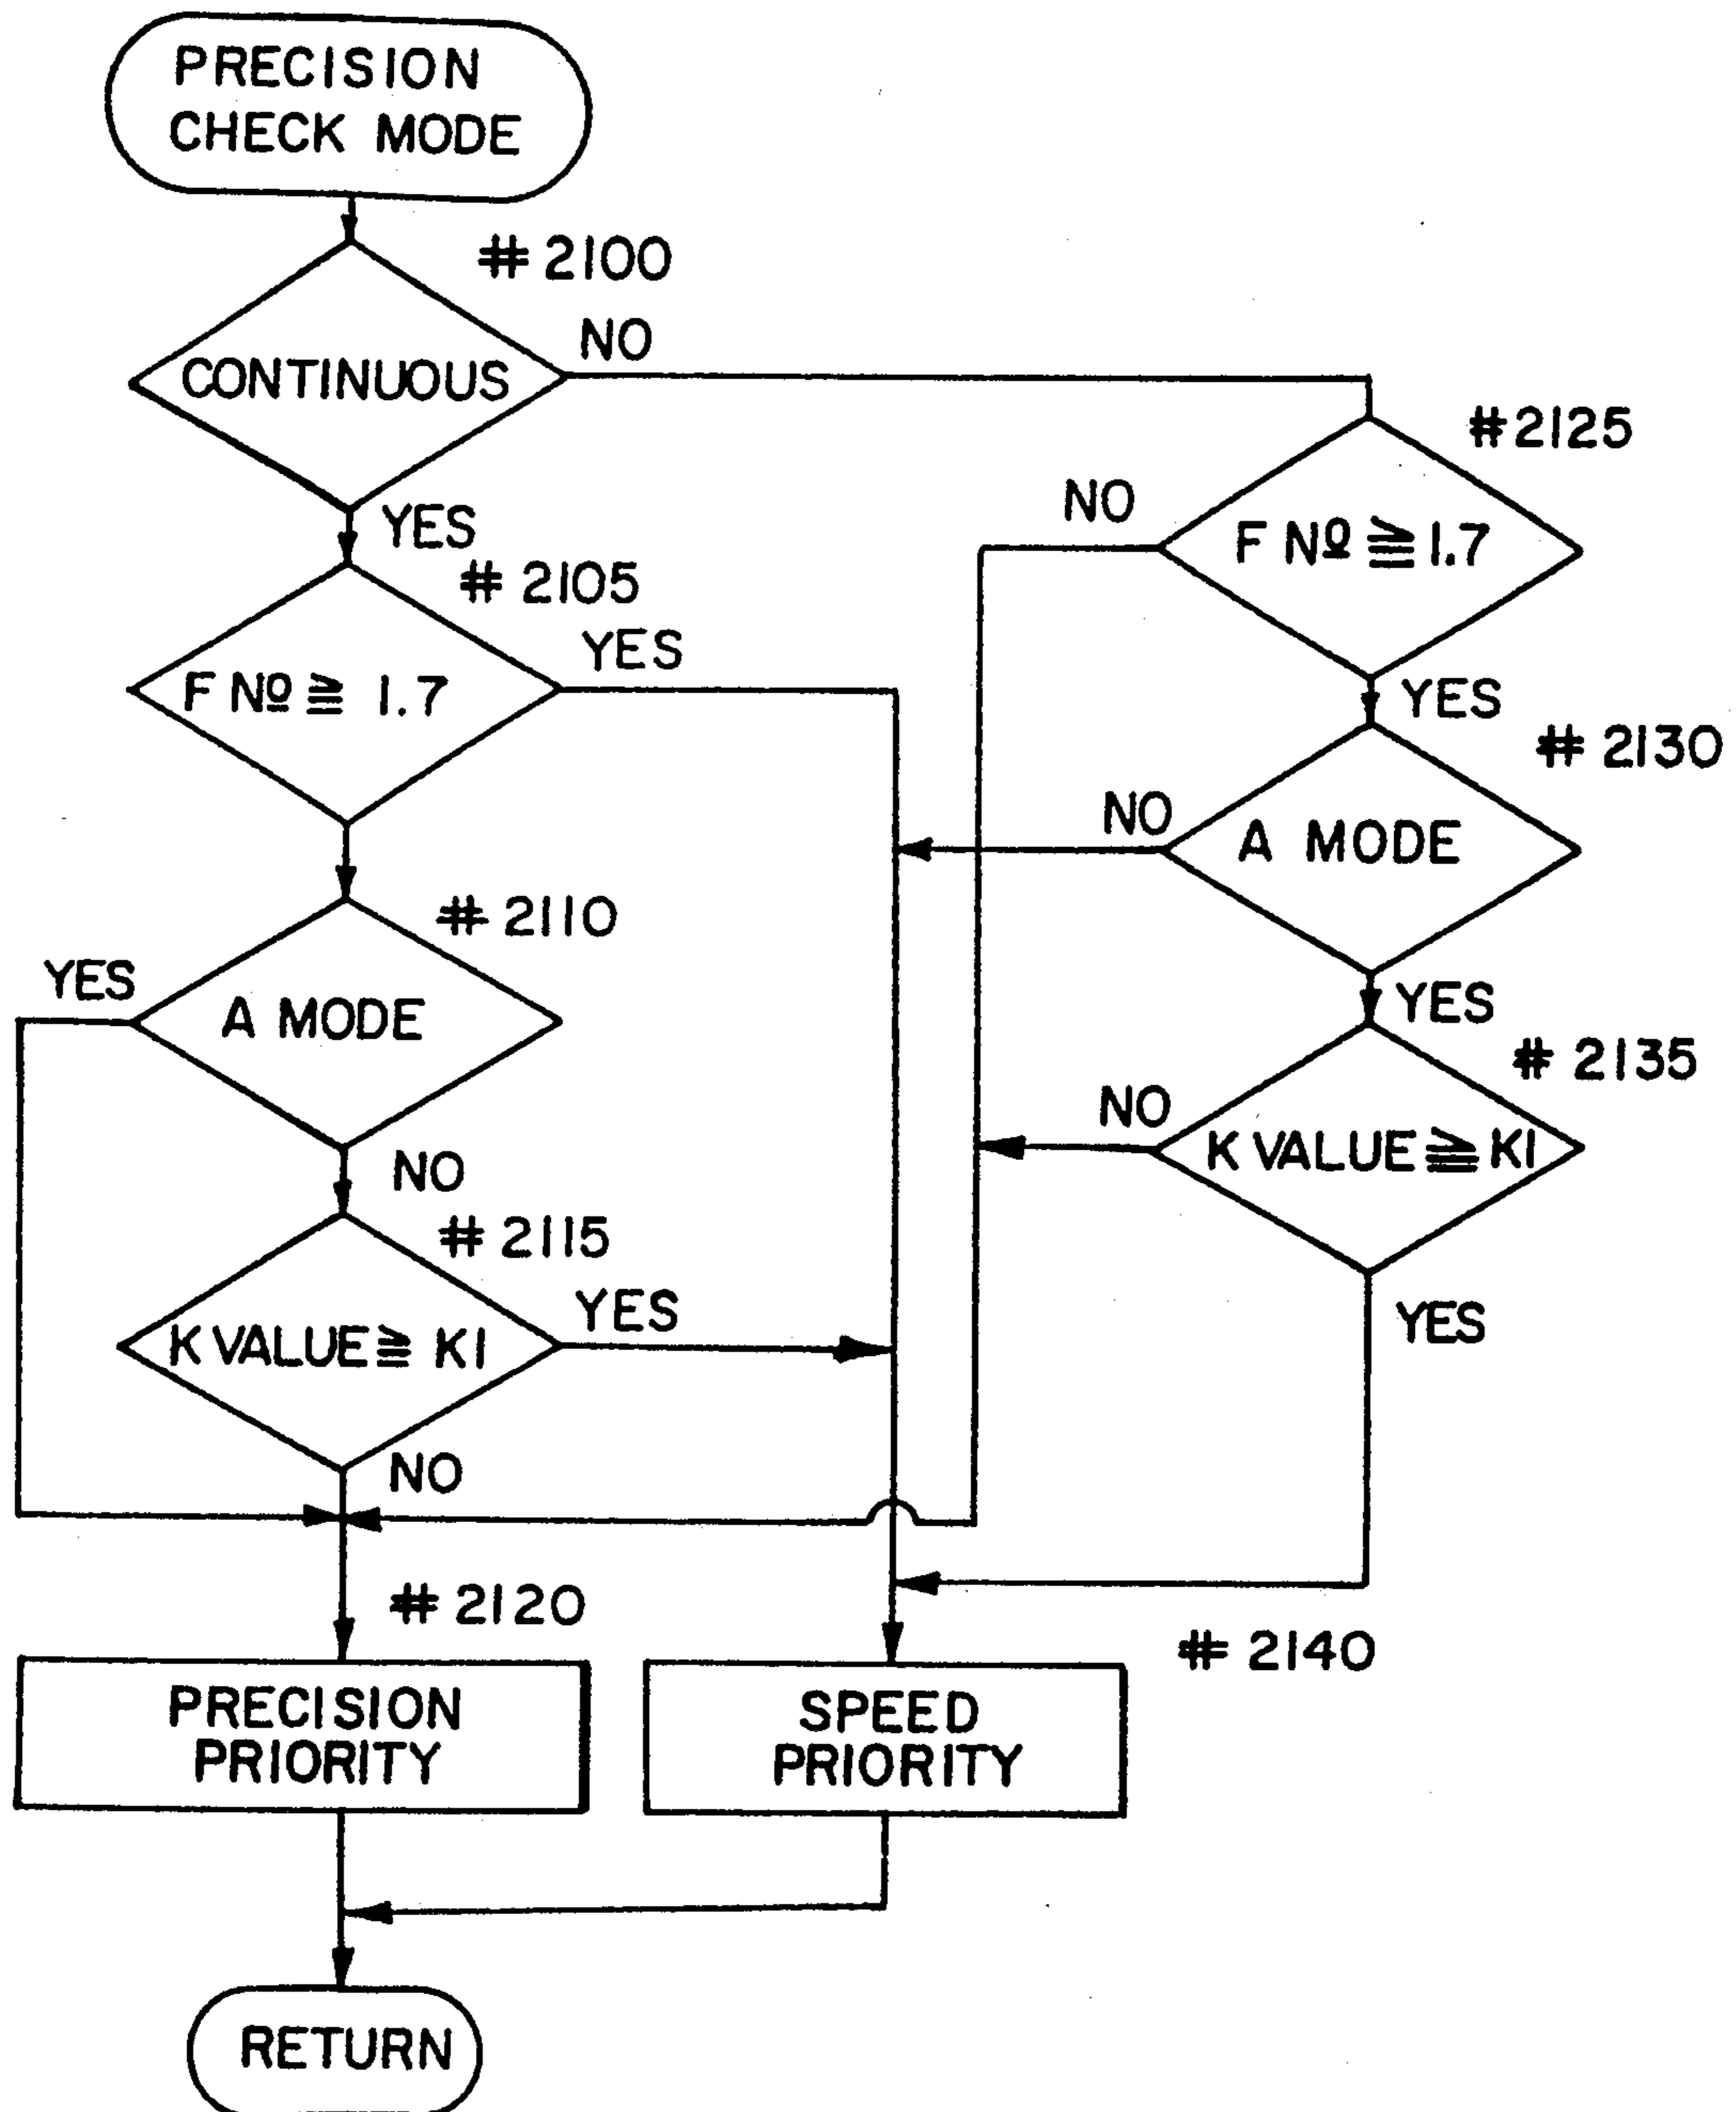 PRECISION
CHECK MODE
# 2100
NO
CONTINUOUS
YES
# 2105
YES
F No ≧ 1.7
# 2110
YES
A MODE
NO
# 2115
YES
K VALUE ≧ K1
NO
# 2120
PRECISION
PRIORITY
#2125
NO
F No ≧ 1.7
YES
# 2130
NO
A MODE
YES
# 2135
NO
K VALUE ≧ K1
YES
# 2140
SPEED
PRIORITY
RETURN